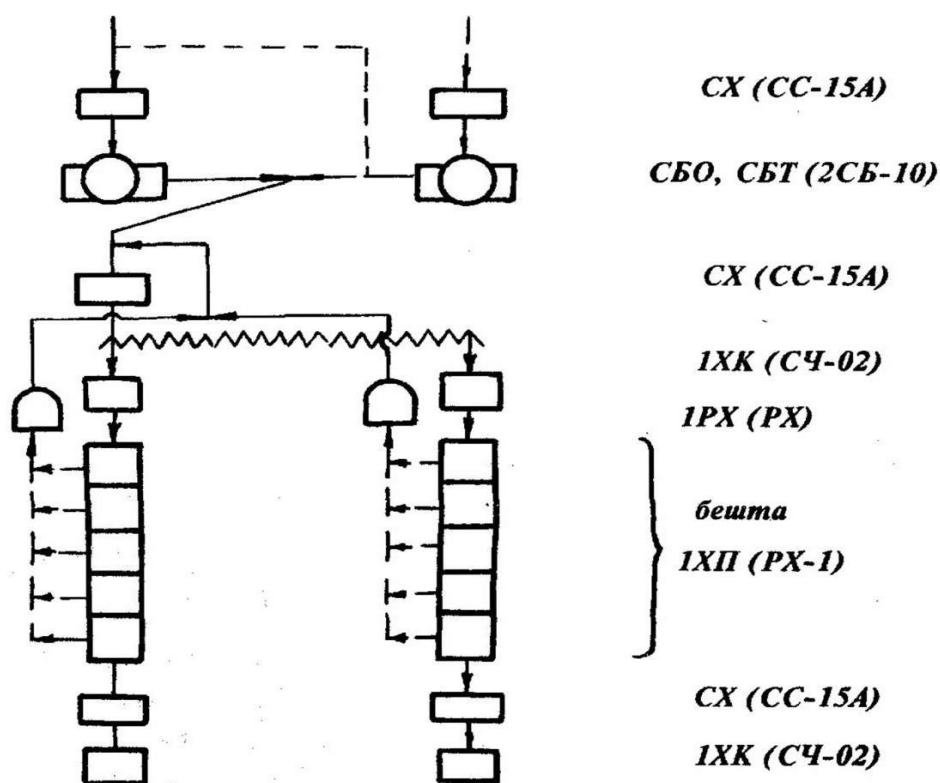 СХ (СС-15А)
СБО, СБТ (2СБ-10)
СХ (СС-15А)
1ХК (СЧ-02)
1РХ (РХ)
бешта
1ХП (РХ-1)
СХ (СС-15А)
1ХК (СЧ-02)